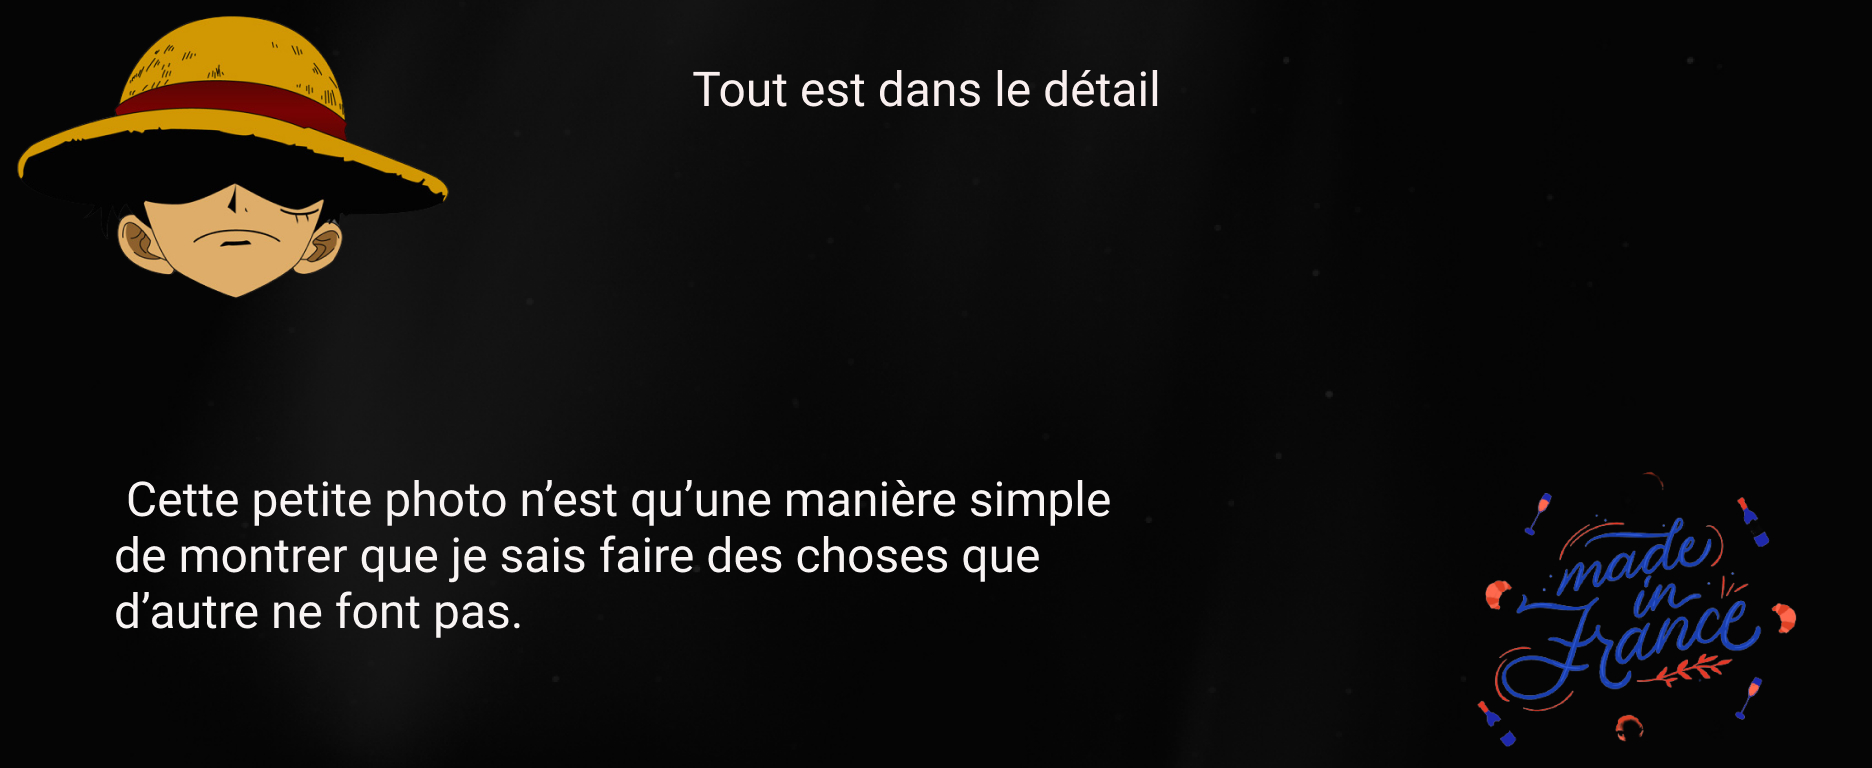 Tout est dans le détail
Cette petite photo n’est qu’une manière simple
de montrer que je sais faire des choses que
d’autre ne font pas.
made
in
France